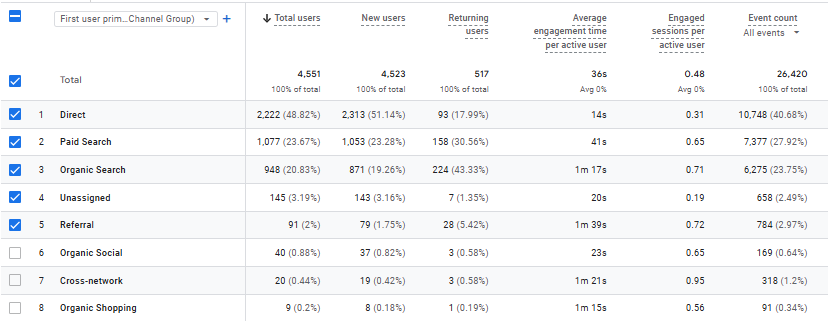 First user prim...Channel Group) +
Total users New users Returning users Average engagement time per active user Engaged sessions per active user Event count All events
Total 4,551 4,523 517 36s 0.48 26,420
100% of total 100% of total 100% of total Avg 0% Avg 0% 100% of total
1 Direct 2,222 (48.82%) 2,313 (51.14%) 93 (17.99%) 14s 0.31 10,748 (40.68%)
2 Paid Search 1,077 (23.67%) 1,053 (23.28%) 158 (30.56%) 41s 0.65 7,377 (27.92%)
3 Organic Search 948 (20.83%) 871 (19.26%) 224 (43.33%) 1m 17s 0.71 6,275 (23.75%)
4 Unassigned 145 (3.19%) 143 (3.16%) 7 (1.35%) 20s 0.19 658 (2.49%)
5 Referral 91 (2%) 79 (1.75%) 28 (5.42%) 1m 39s 0.72 784 (2.97%)
6 Organic Social 40 (0.88%) 37 (0.82%) 3 (0.58%) 23s 0.65 169 (0.64%)
7 Cross-network 20 (0.44%) 19 (0.42%) 3 (0.58%) 1m 21s 0.95 318 (1.2%)
8 Organic Shopping 9 (0.2%) 8 (0.18%) 1 (0.19%) 1m 15s 0.56 91 (0.34%)